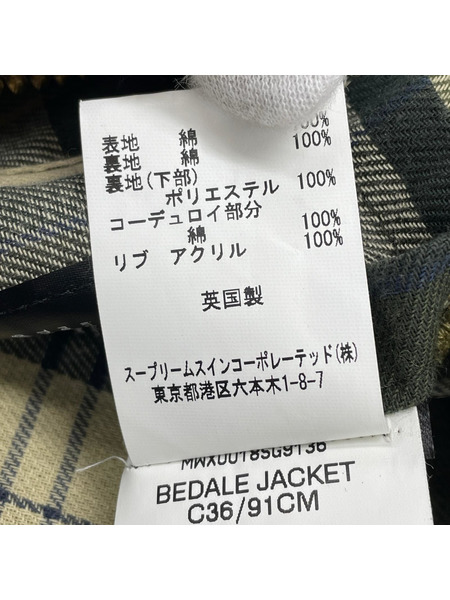 表地 綿 100%
裏地 綿 100%
裏地(下部)
ポリエステル 100%
コーデュロイ部分
綿 100%
リブ アクリル 100%
英国製
スープリームスインコーポレーテッド(株)
東京都港区六本木1-8-7
MWX0018SG9136
BEDALE JACKET
C36/91CM